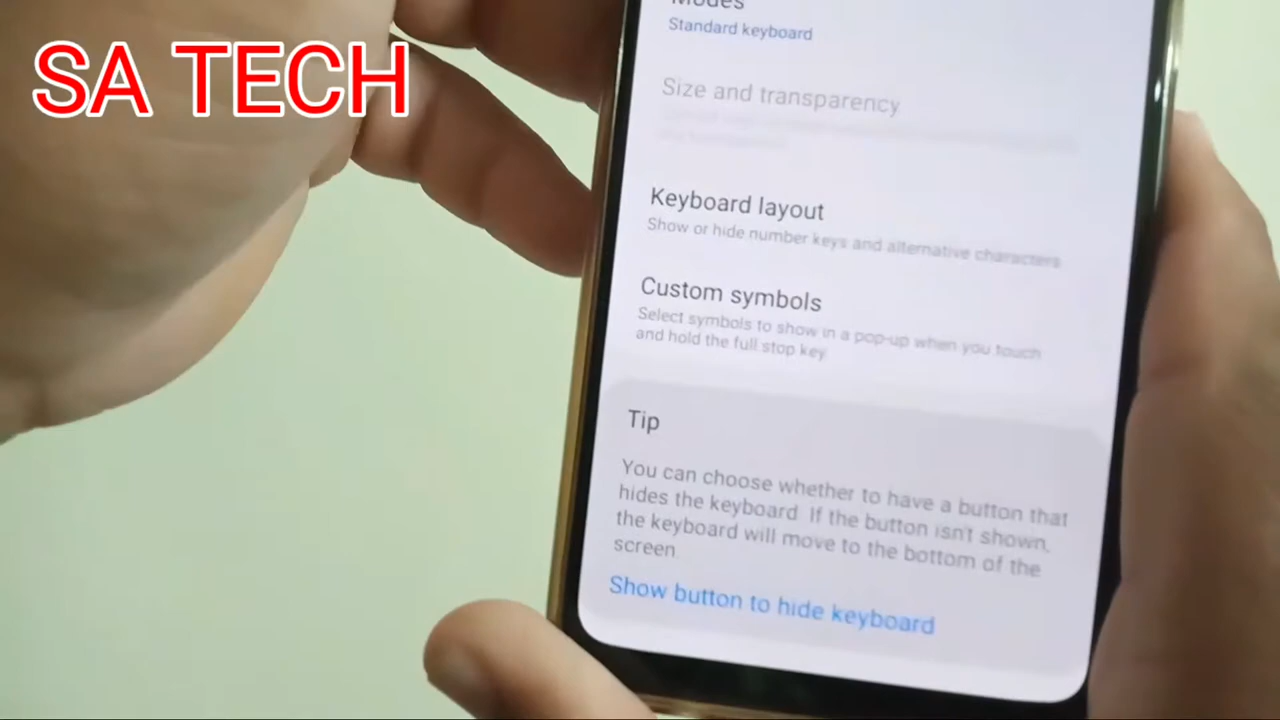 SA TECH
Modes
Standard keyboard
Size and transparency
Keyboard layout
Show or hide number keys and alternative characters
Custom symbols
Select symbols to show in a pop-up when you touch
and hold the full stop key
Tip
You can choose whether to have a button that
hides the keyboard. If the button isn't shown,
the keyboard will move to the bottom of the
screen
Show button to hide keyboard